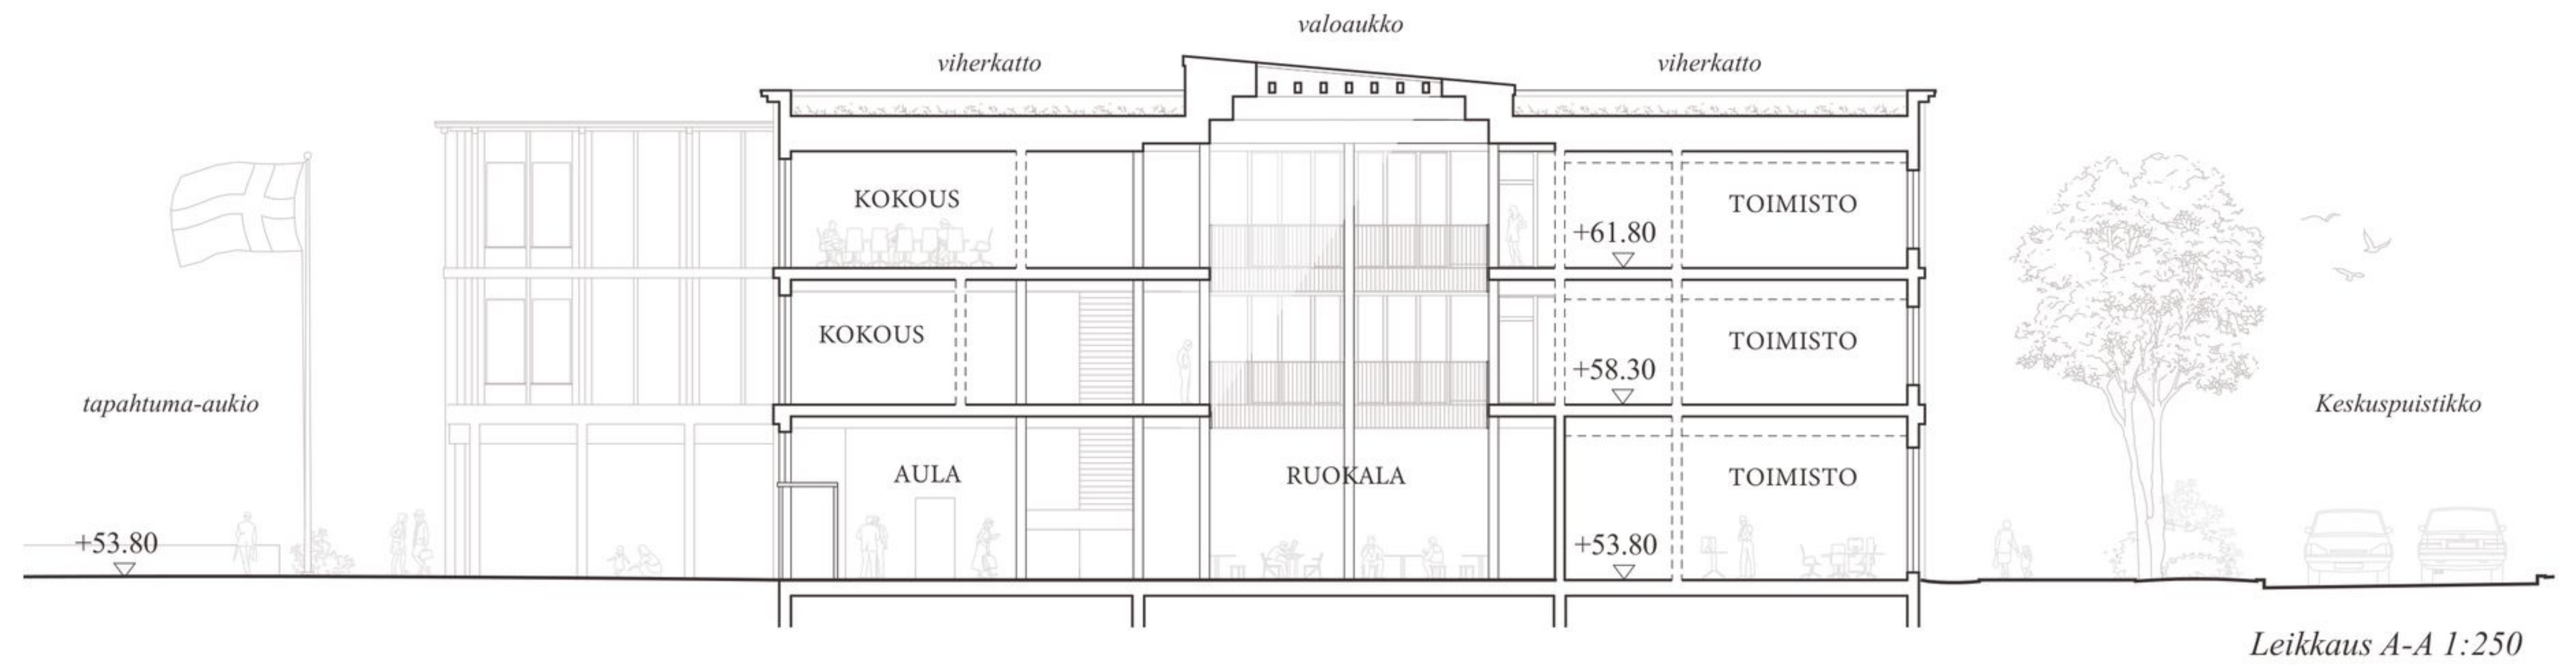 valoaukko
viherkatto
viherkatto
KOKOUS
TOIMISTO
+61.80
KOKOUS
TOIMISTO
+58.30
tapahtuma-aukio
Keskuspuistikko
AULA
RUOKALA
TOIMISTO
+53.80
+53.80
Leikkaus A-A 1:250